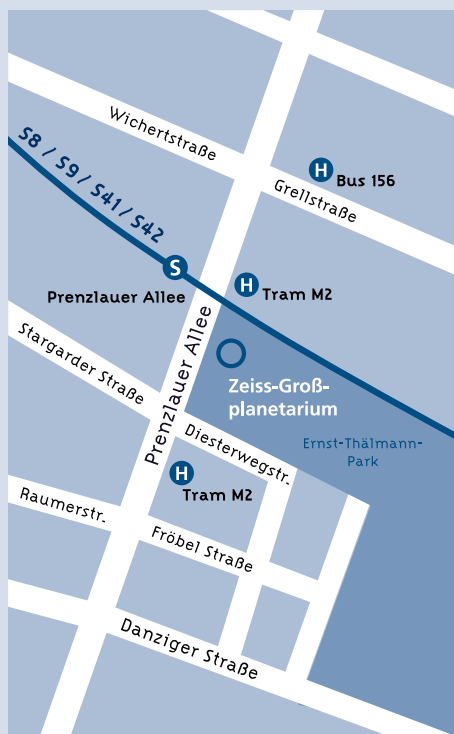 Wichertstraße
S8 / S9 / S41 / S42
H Bus 156
Grellstraße
S
Prenzlauer Allee
H Tram M2
Prenzlauer Allee
Stargarder Straße
Zeiss-Groß-
planetarium
Diesterwegstr.
Ernst-Thälmann-
Park
H
Tram M2
Raumerstr.
Fröbel Straße
Danziger Straße